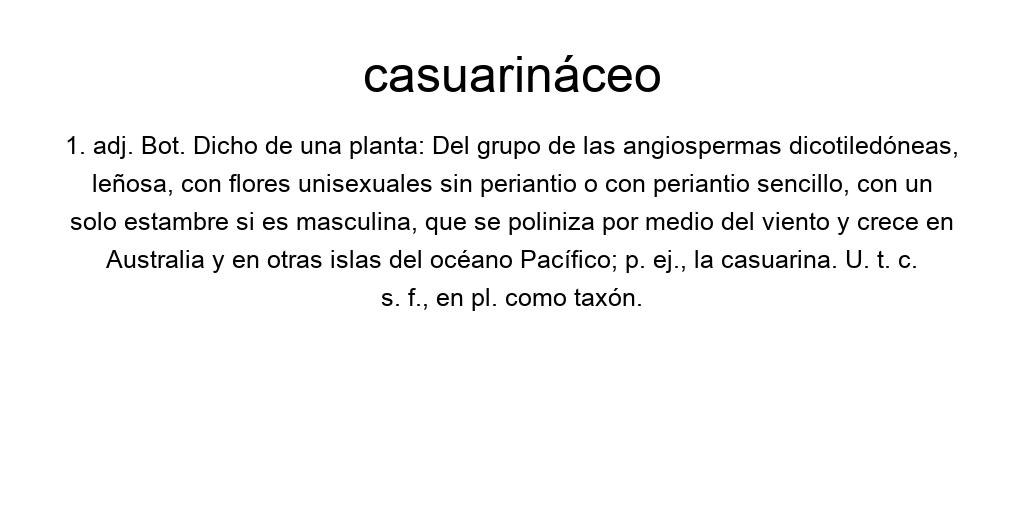 casuarináceo
1. adj. Bot. Dicho de una planta: Del grupo de las angiospermas dicotiledóneas,
leñosa, con flores unisexuales sin periantio o con periantio sencillo, con un
solo estambre si es masculina, que se poliniza por medio del viento y crece en
Australia y en otras islas del océano Pacífico; p. ej., la casuarina. U. t. c.
s. f., en pl. como taxón.